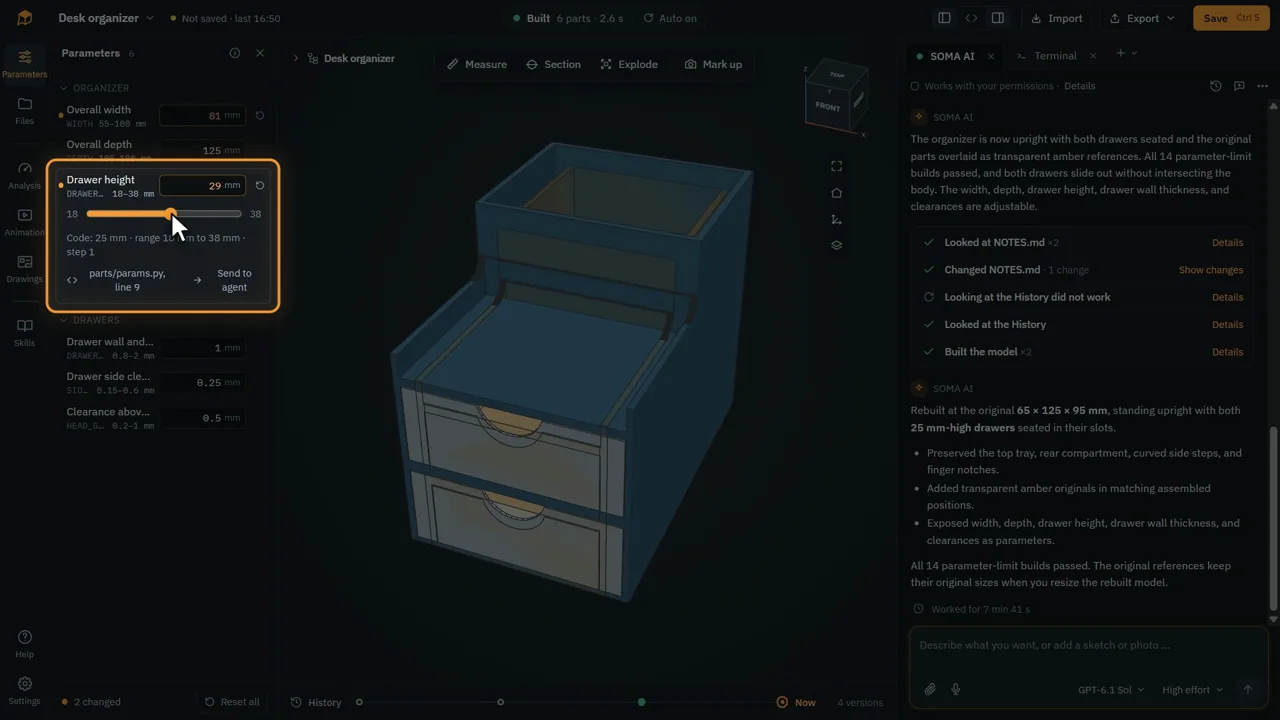 Desk organizer
Not saved · last 16:50
Built 6 parts · 2.6 s
Auto on
Import
Export
Save Ctrl S
Parameters
Files
Analysis
Animation
Drawings
Skills
Help
Settings
Parameters 6
ORGANIZER
Overall width
WIDTH 55–100 mm
81 mm
Overall depth
125 mm
Drawer height
DRAWER… 18–38 mm
29 mm
18
38
Code: 25 mm · range 18 mm to 38 mm ·
step 1
parts/params.py,
line 9
Send to
agent
DRAWERS
Drawer wall and…
DRAWER… 0.8–2 mm
1 mm
Drawer side cle…
SID… 0.15–0.6 mm
0.25 mm
Clearance abov…
HEAD_G… 0.2–1 mm
0.5 mm
2 changed
Reset all
Desk organizer
Measure
Section
Explode
Mark up
Z
TOP
Y
FRONT
X
History
Now
4 versions
SOMA AI
Terminal
Works with your permissions · Details
SOMA AI
The organizer is now upright with both drawers seated and the original
parts overlaid as transparent amber references. All 14 parameter-limit
builds passed, and both drawers slide out without intersecting the
body. The width, depth, drawer height, drawer wall thickness, and
clearances are adjustable.
Looked at NOTES.md ×2 Details
Changed NOTES.md · 1 change Show changes
Looking at the History did not work Details
Looked at the History Details
Built the model ×2 Details
SOMA AI
Rebuilt at the original 65 × 125 × 95 mm, standing upright with both
25 mm-high drawers seated in their slots.
Preserved the top tray, rear compartment, curved side steps, and
finger notches.
Added transparent amber originals in matching assembled
positions.
Exposed width, depth, drawer height, drawer wall thickness, and
clearances as parameters.
All 14 parameter-limit builds passed. The original references keep
their original sizes when you resize the rebuilt model.
Worked for 7 min 41 s
Describe what you want, or add a sketch or photo …
GPT-6.1 Sol
High effort